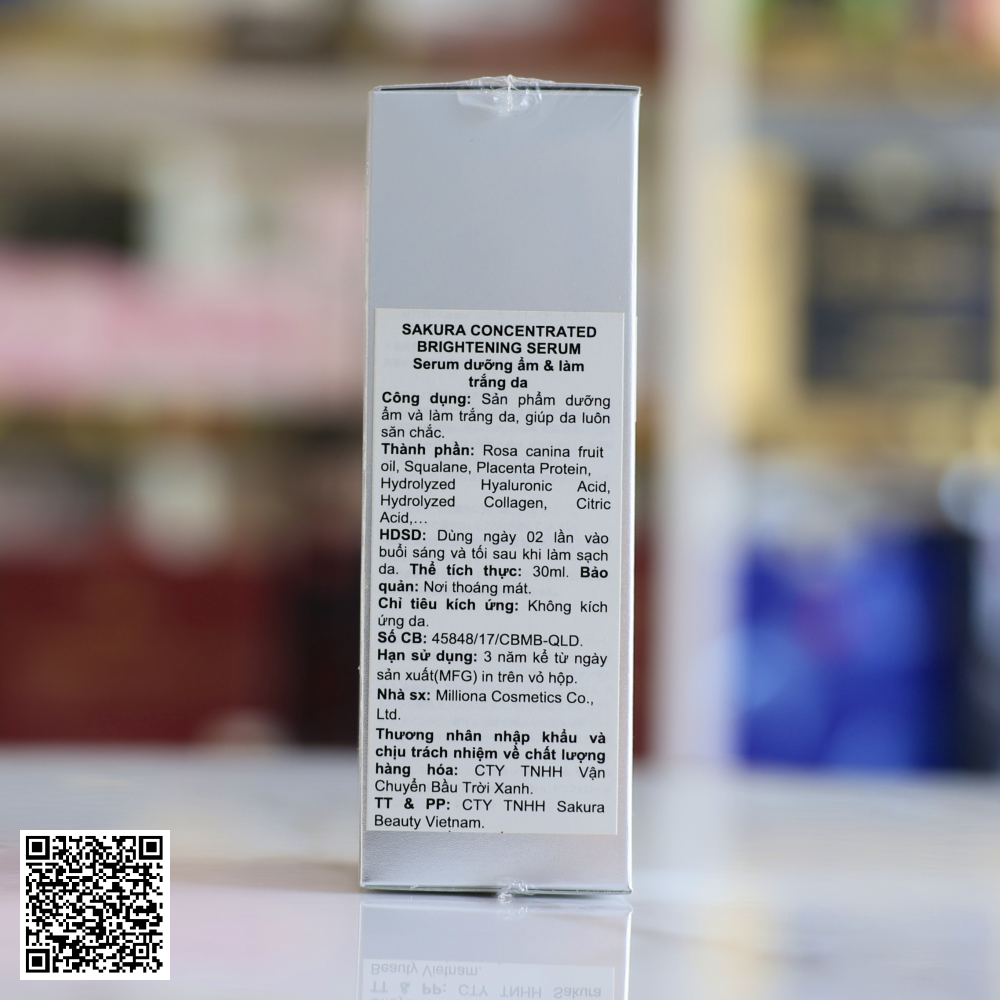 SAKURA CONCENTRATED
BRIGHTENING SERUM
Serum dưỡng ẩm & làm
trắng da
Công dụng: Sản phẩm dưỡng
ẩm và làm trắng da, giúp da luôn
săn chắc.
Thành phần: Rosa canina fruit
oil, Squalane, Placenta Protein,
Hydrolyzed Hyaluronic Acid,
Hydrolyzed Collagen, Citric
Acid,...
HDSD: Dùng ngày 02 lần vào
buổi sáng và tối sau khi làm sạch
da. Thể tích thực: 30ml. Bảo
quản: Nơi thoáng mát.
Chỉ tiêu kích ứng: Không kích
ứng da.
Số CB: 45848/17/CBMB-QLD.
Hạn sử dụng: 3 năm kể từ ngày
sản xuất(MFG) in trên vỏ hộp.
Nhà sx: Milliona Cosmetics Co.,
Ltd.
Thương nhân nhập khẩu và
chịu trách nhiệm về chất lượng
hàng hóa: CTY TNHH Vận
Chuyển Bầu Trời Xanh.
TT & PP: CTY TNHH Sakura
Beauty Vietnam.